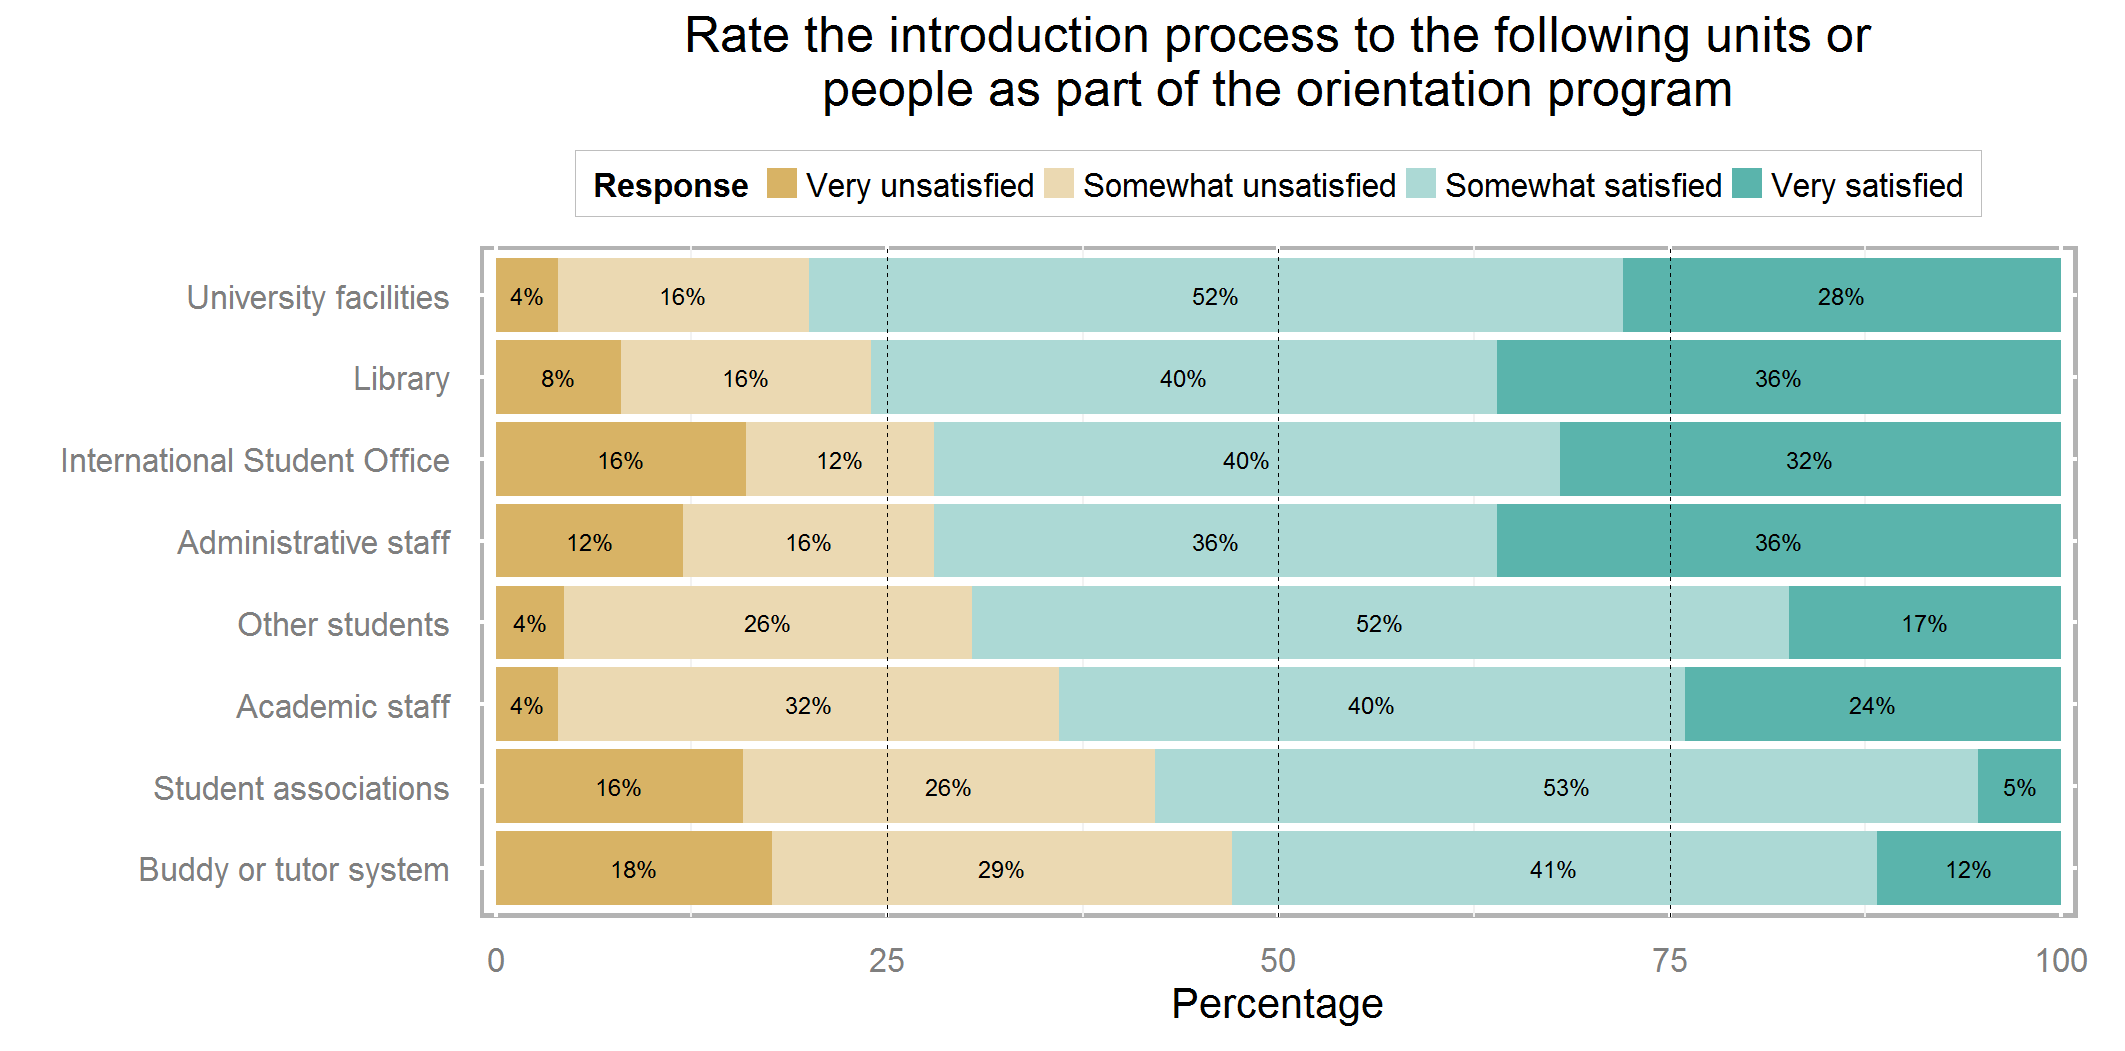 Rate the introduction process to the following units or
people as part of the orientation program
Response Very unsatisfied Somewhat unsatisfied Somewhat satisfied Very satisfied
University facilities 4% 16% 52% 28%
Library 8% 16% 40% 36%
International Student Office 16% 12% 40% 32%
Administrative staff 12% 16% 36% 36%
Other students 4% 26% 52% 17%
Academic staff 4% 32% 40% 24%
Student associations 16% 26% 53% 5%
Buddy or tutor system 18% 29% 41% 12%
0 25 50 75 100
Percentage